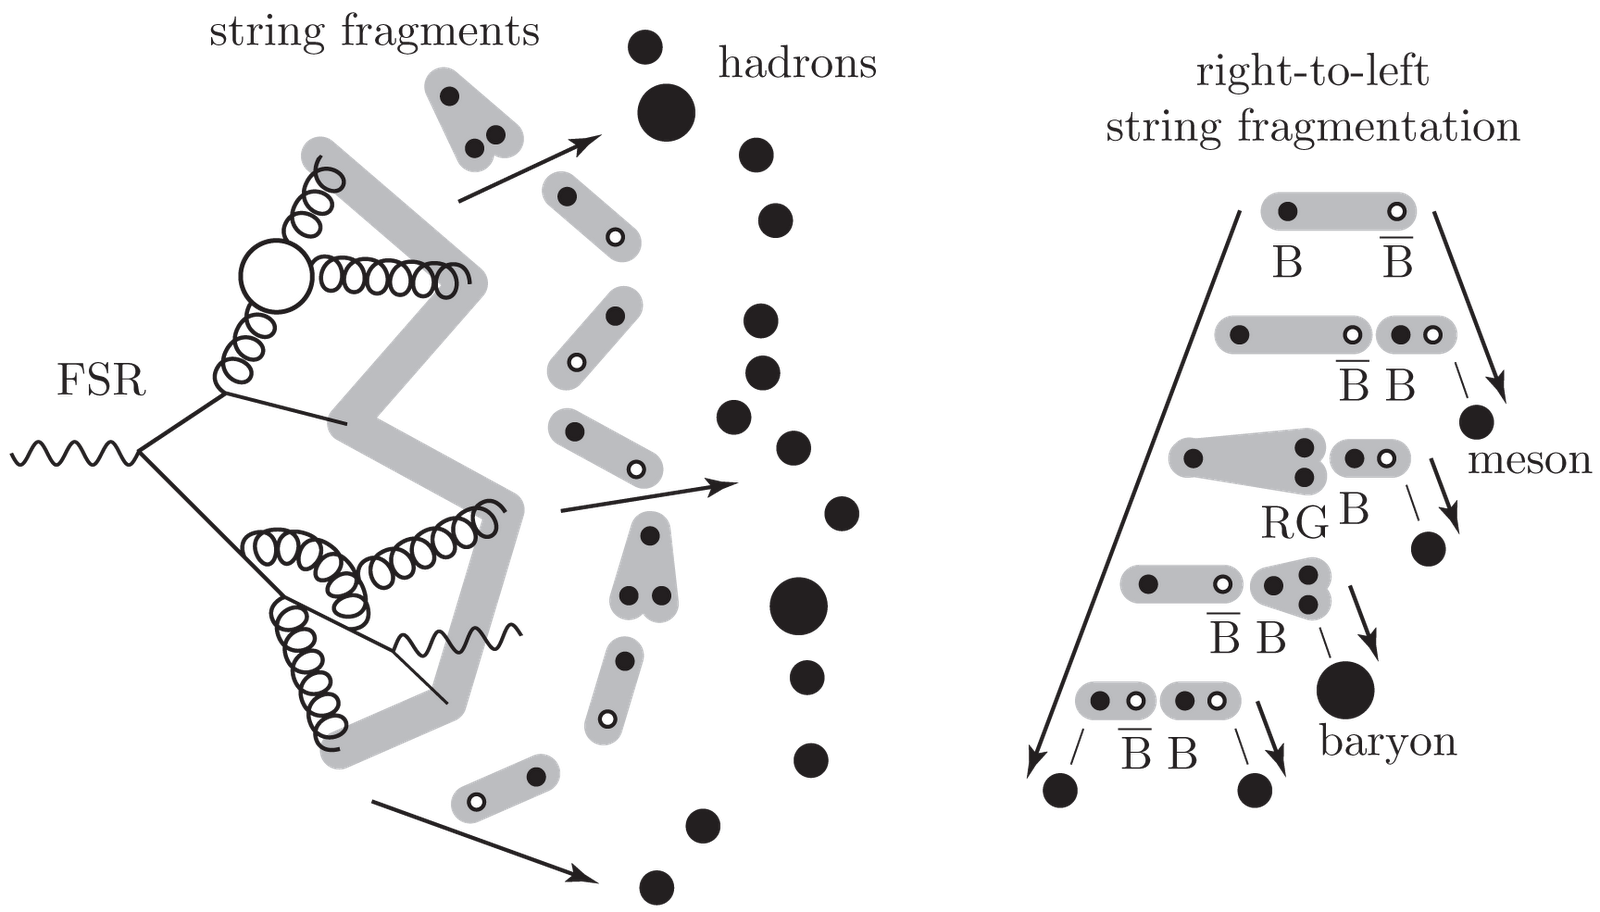 string fragments
hadrons
FSR
right-to-left
string fragmentation
B B̅
B̅ B
meson
RG B
B̅ B
baryon
B̅ B